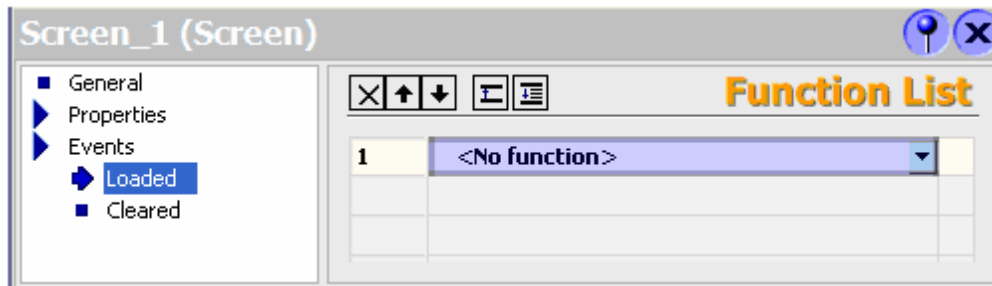 Screen_1 (Screen)
General
Properties
Events
Loaded
Cleared
Function List
1 <No function>